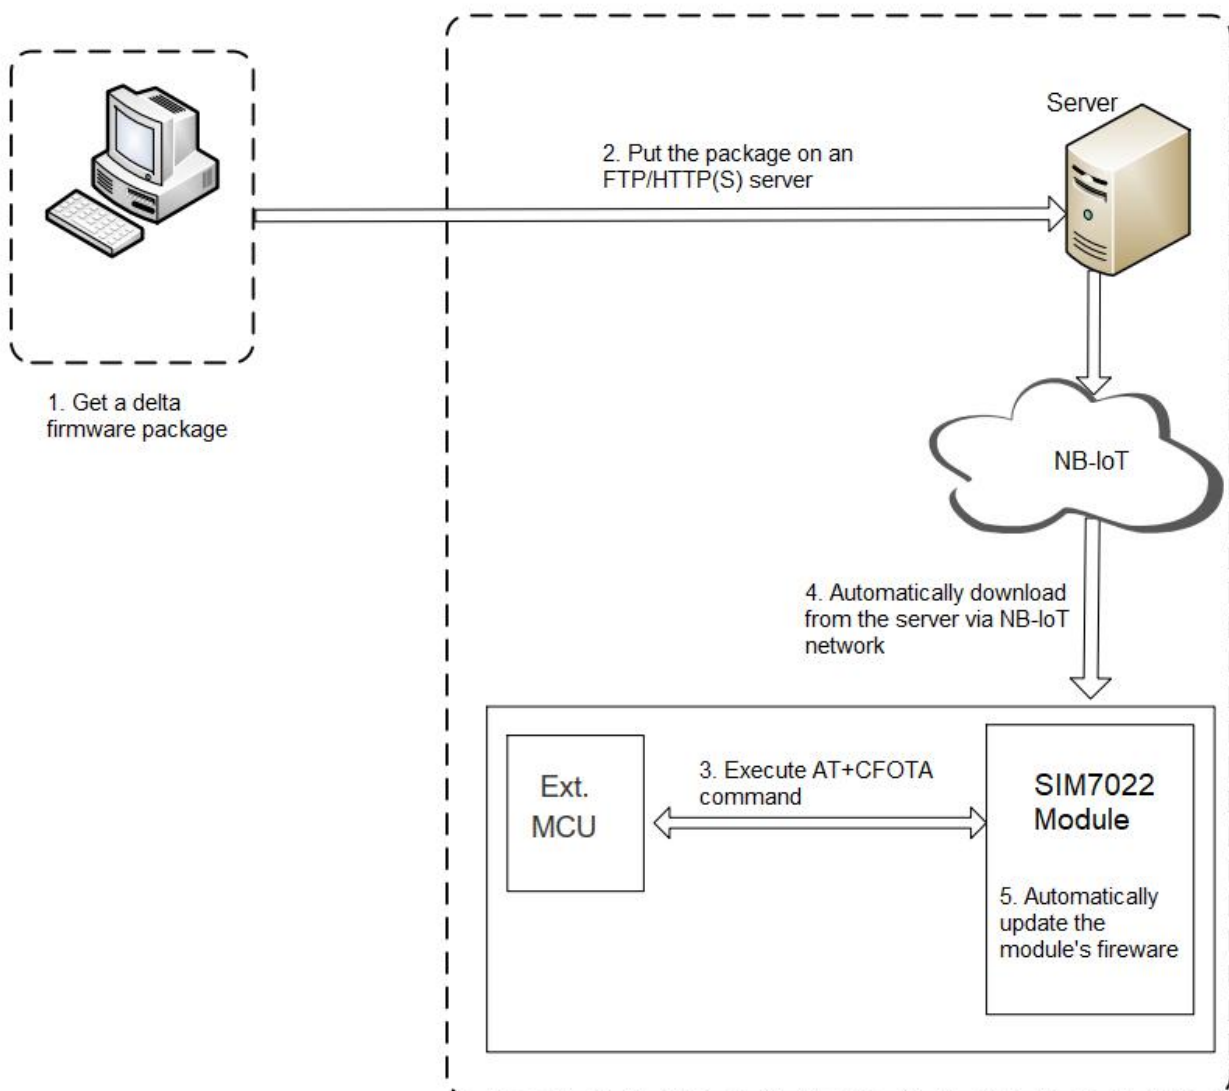 Server
2. Put the package on an
FTP/HTTP(S) server
1. Get a delta
firmware package
NB-IoT
4. Automatically download
from the server via NB-IoT
network
3. Execute AT+CFOTA
command
Ext.
MCU
SIM7022
Module
5. Automatically
update the
module's fireware